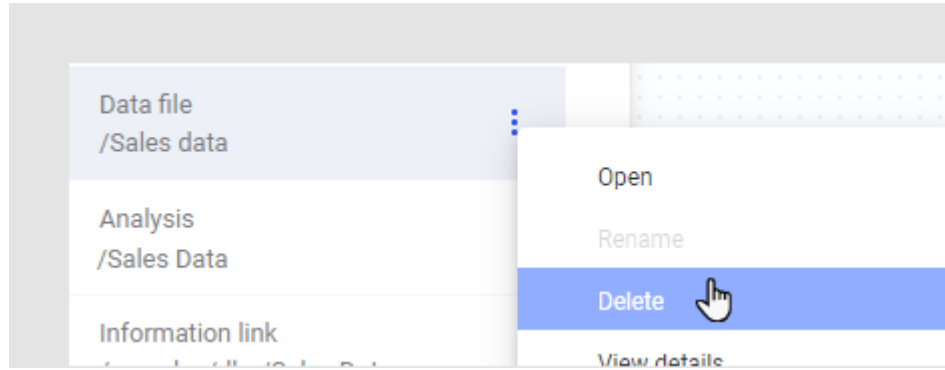 Data file
/Sales data
Analysis
/Sales Data
Information link
Open
Rename
Delete
View details